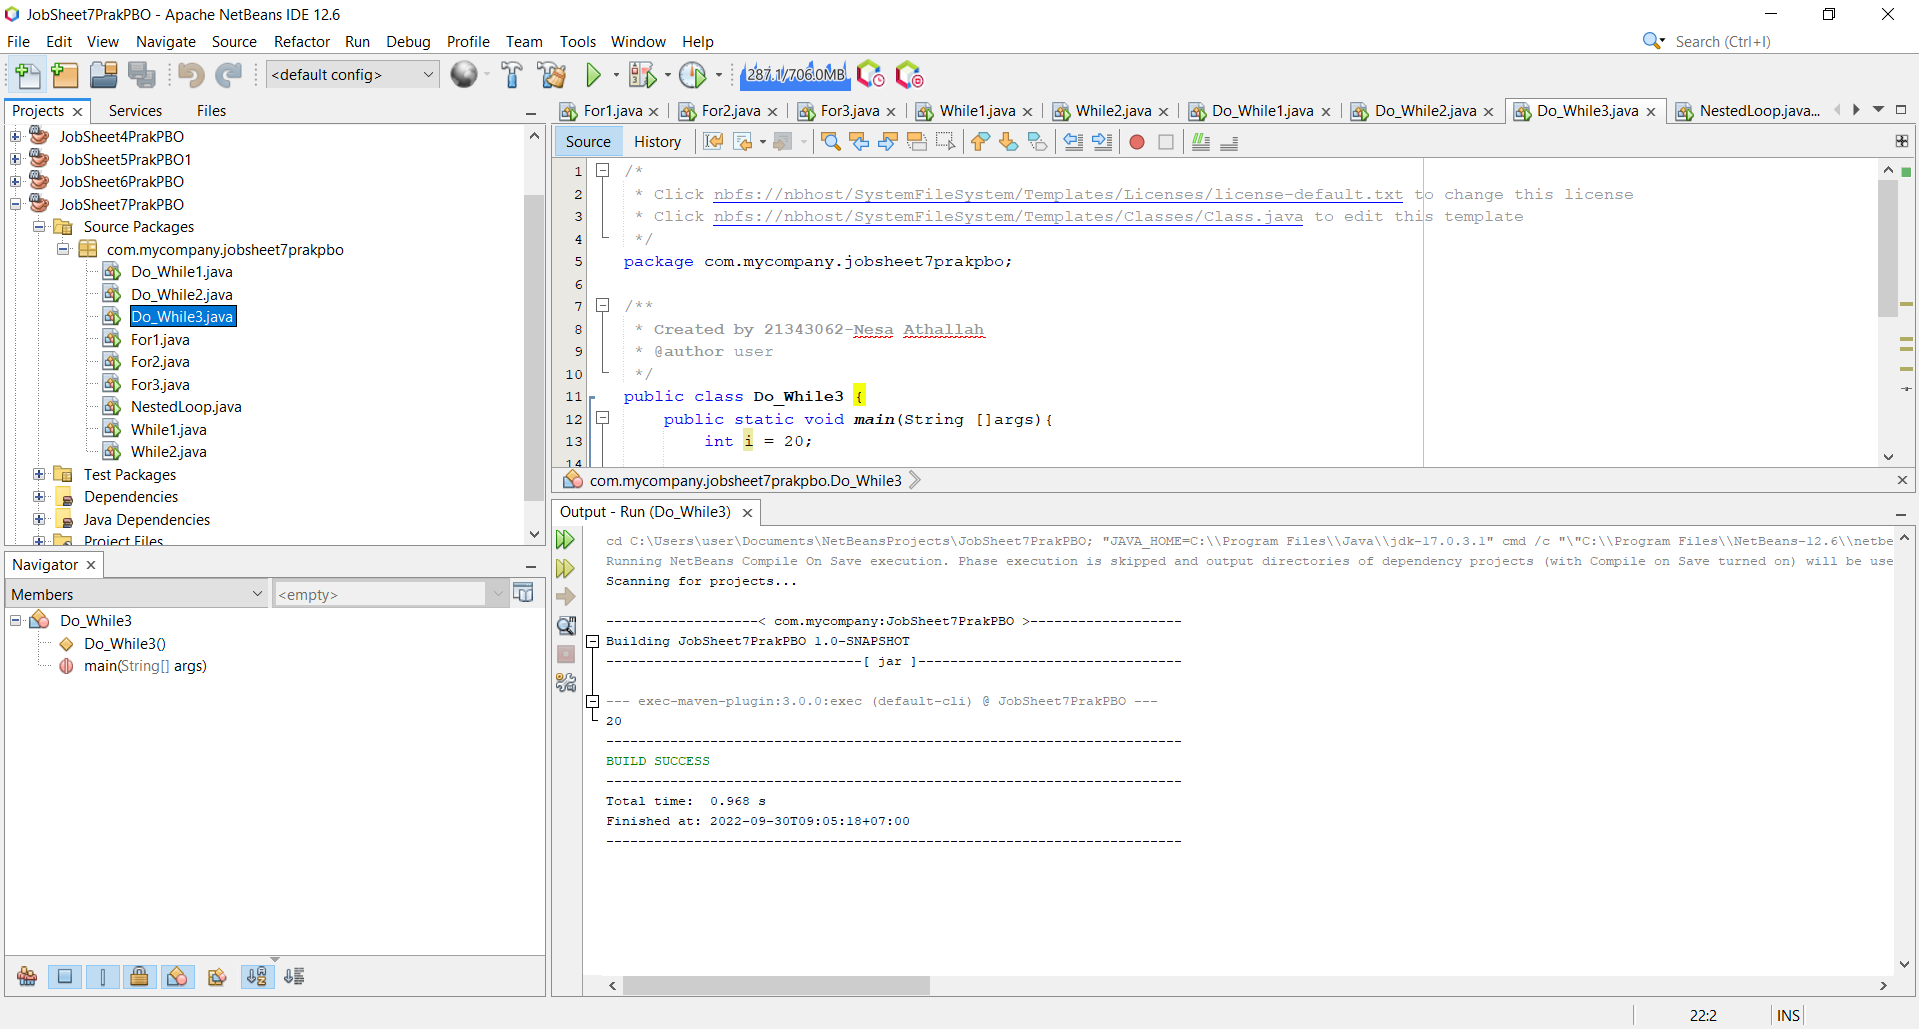 JobSheet7PrakPBO - Apache NetBeans IDE 12.6
File Edit View Navigate Source Refactor Run Debug Profile Team Tools Window Help
Search (Ctrl+I)
<default config>
287.1/706.0MB
Projects
Services
Files
JobSheet4PrakPBO
JobSheet5PrakPBO1
JobSheet6PrakPBO
JobSheet7PrakPBO
Source Packages
com.mycompany.jobsheet7prakpbo
Do_While1.java
Do_While2.java
Do_While3.java
For1.java
For2.java
For3.java
NestedLoop.java
While1.java
While2.java
Test Packages
Dependencies
Java Dependencies
Project Files
Navigator
Members
<empty>
Do_While3
Do_While3()
main(String[] args)
For1.java For2.java For3.java While1.java While2.java Do_While1.java Do_While2.java Do_While3.java NestedLoop.java...
Source History
1 /*
2 * Click nbfs://nbhost/SystemFileSystem/Templates/Licenses/license-default.txt to change this license
3 * Click nbfs://nbhost/SystemFileSystem/Templates/Classes/Class.java to edit this template
4 */
5 package com.mycompany.jobsheet7prakpbo;
6
7 /**
8 * Created by 21343062-Nesa Athallah
9 * @author user
10 */
11 public class Do_While3 {
12 public static void main(String []args){
13 int i = 20;
14
com.mycompany.jobsheet7prakpbo.Do_While3
Output - Run (Do_While3)
cd C:\Users\user\Documents\NetBeansProjects\JobSheet7PrakPBO; "JAVA_HOME=C:\\Program Files\\Java\\jdk-17.0.3.1" cmd /c "\"C:\\Program Files\\NetBeans-12.6\\netbe
Running NetBeans Compile On Save execution. Phase execution is skipped and output directories of dependency projects (with Compile on Save turned on) will be use
Scanning for projects...
-------------------< com.mycompany:JobSheet7PrakPBO >-------------------
Building JobSheet7PrakPBO 1.0-SNAPSHOT
--------------------------------[ jar ]---------------------------------
--- exec-maven-plugin:3.0.0:exec (default-cli) @ JobSheet7PrakPBO ---
20
------------------------------------------------------------------------
BUILD SUCCESS
------------------------------------------------------------------------
Total time:  0.968 s
Finished at: 2022-09-30T09:05:18+07:00
------------------------------------------------------------------------
22:2 INS